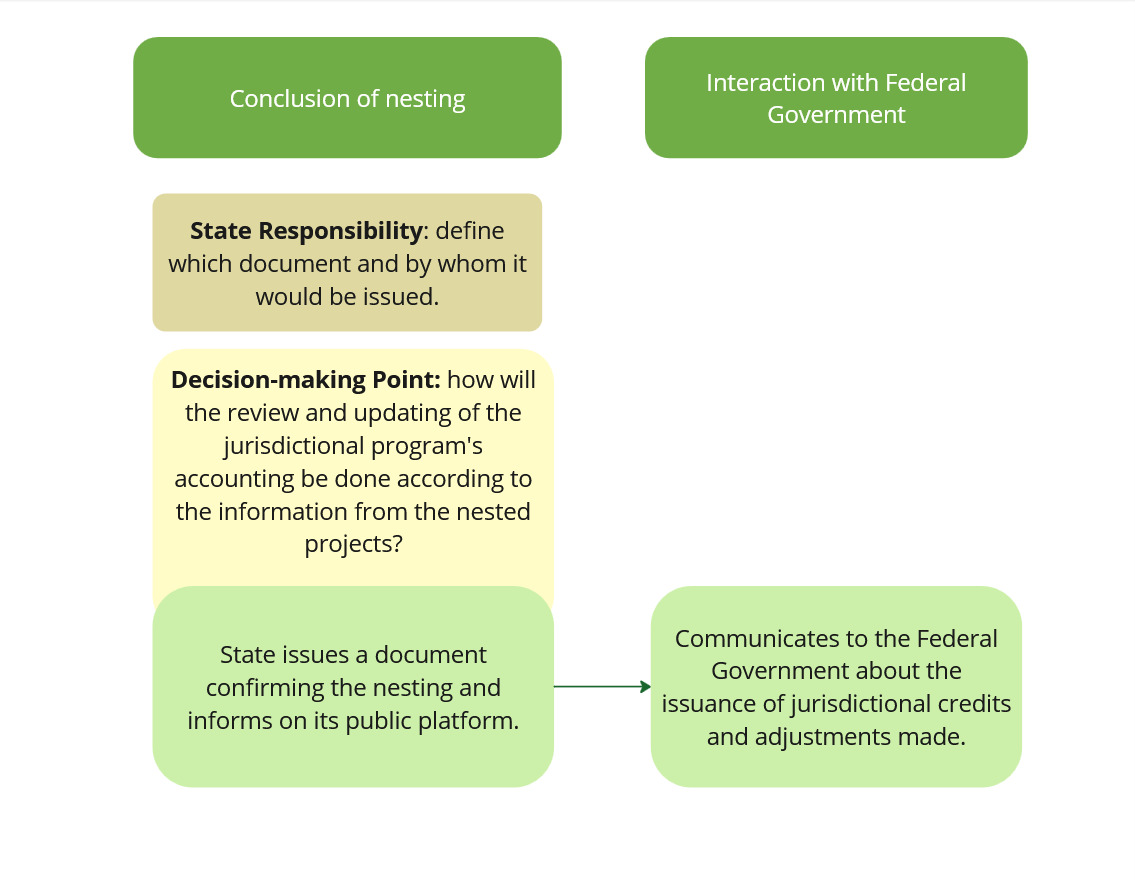 Conclusion of nesting
Interaction with Federal
Government
State Responsibility: define
which document and by whom it
would be issued.
Decision-making Point: how will
the review and updating of the
jurisdictional program's
accounting be done according to
the information from the nested
projects?
State issues a document
confirming the nesting and
informs on its public platform.
Communicates to the Federal
Government about the
issuance of jurisdictional credits
and adjustments made.